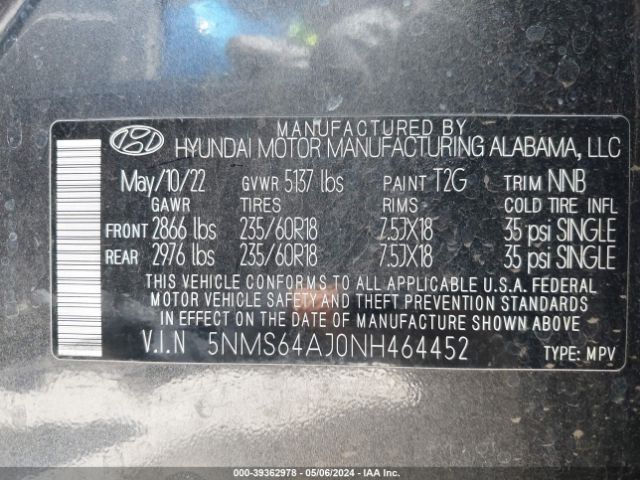 MANUFACTURED BY
HYUNDAI MOTOR MANUFACTURING ALABAMA, LLC
May/10/22 GVWR 5137 lbs PAINT T2G TRIM NNB
GAWR TIRES RIMS COLD TIRE INFL
FRONT 2866 lbs 235/60R18 7.5JX18 35 psi SINGLE
REAR 2976 lbs 235/60R18 7.5JX18 35 psi SINGLE
THIS VEHICLE CONFORMS TO ALL APPLICABLE U.S.A. FEDERAL
MOTOR VEHICLE SAFETY AND THEFT PREVENTION STANDARDS
IN EFFECT ON THE DATE OF MANUFACTURE SHOWN ABOVE.
V.I.N 5NMS64AJ0NH464452 TYPE: MPV
000-39362978 - 05/06/2024 - IAA Inc.